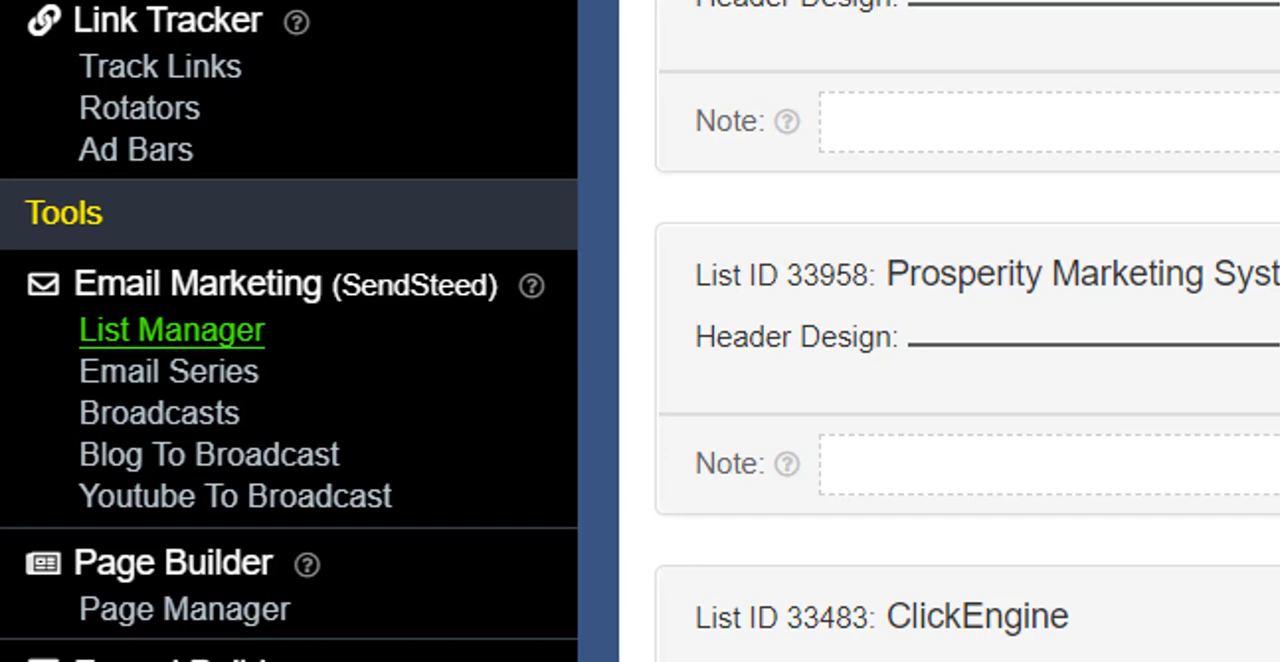 Link Tracker
Track Links
Rotators
Ad Bars
Tools
Email Marketing (SendSteed)
List Manager
Email Series
Broadcasts
Blog To Broadcast
Youtube To Broadcast
Page Builder
Page Manager
Header Design:
Note:
List ID 33958: Prosperity Marketing Syst
Header Design:
Note:
List ID 33483: ClickEngine